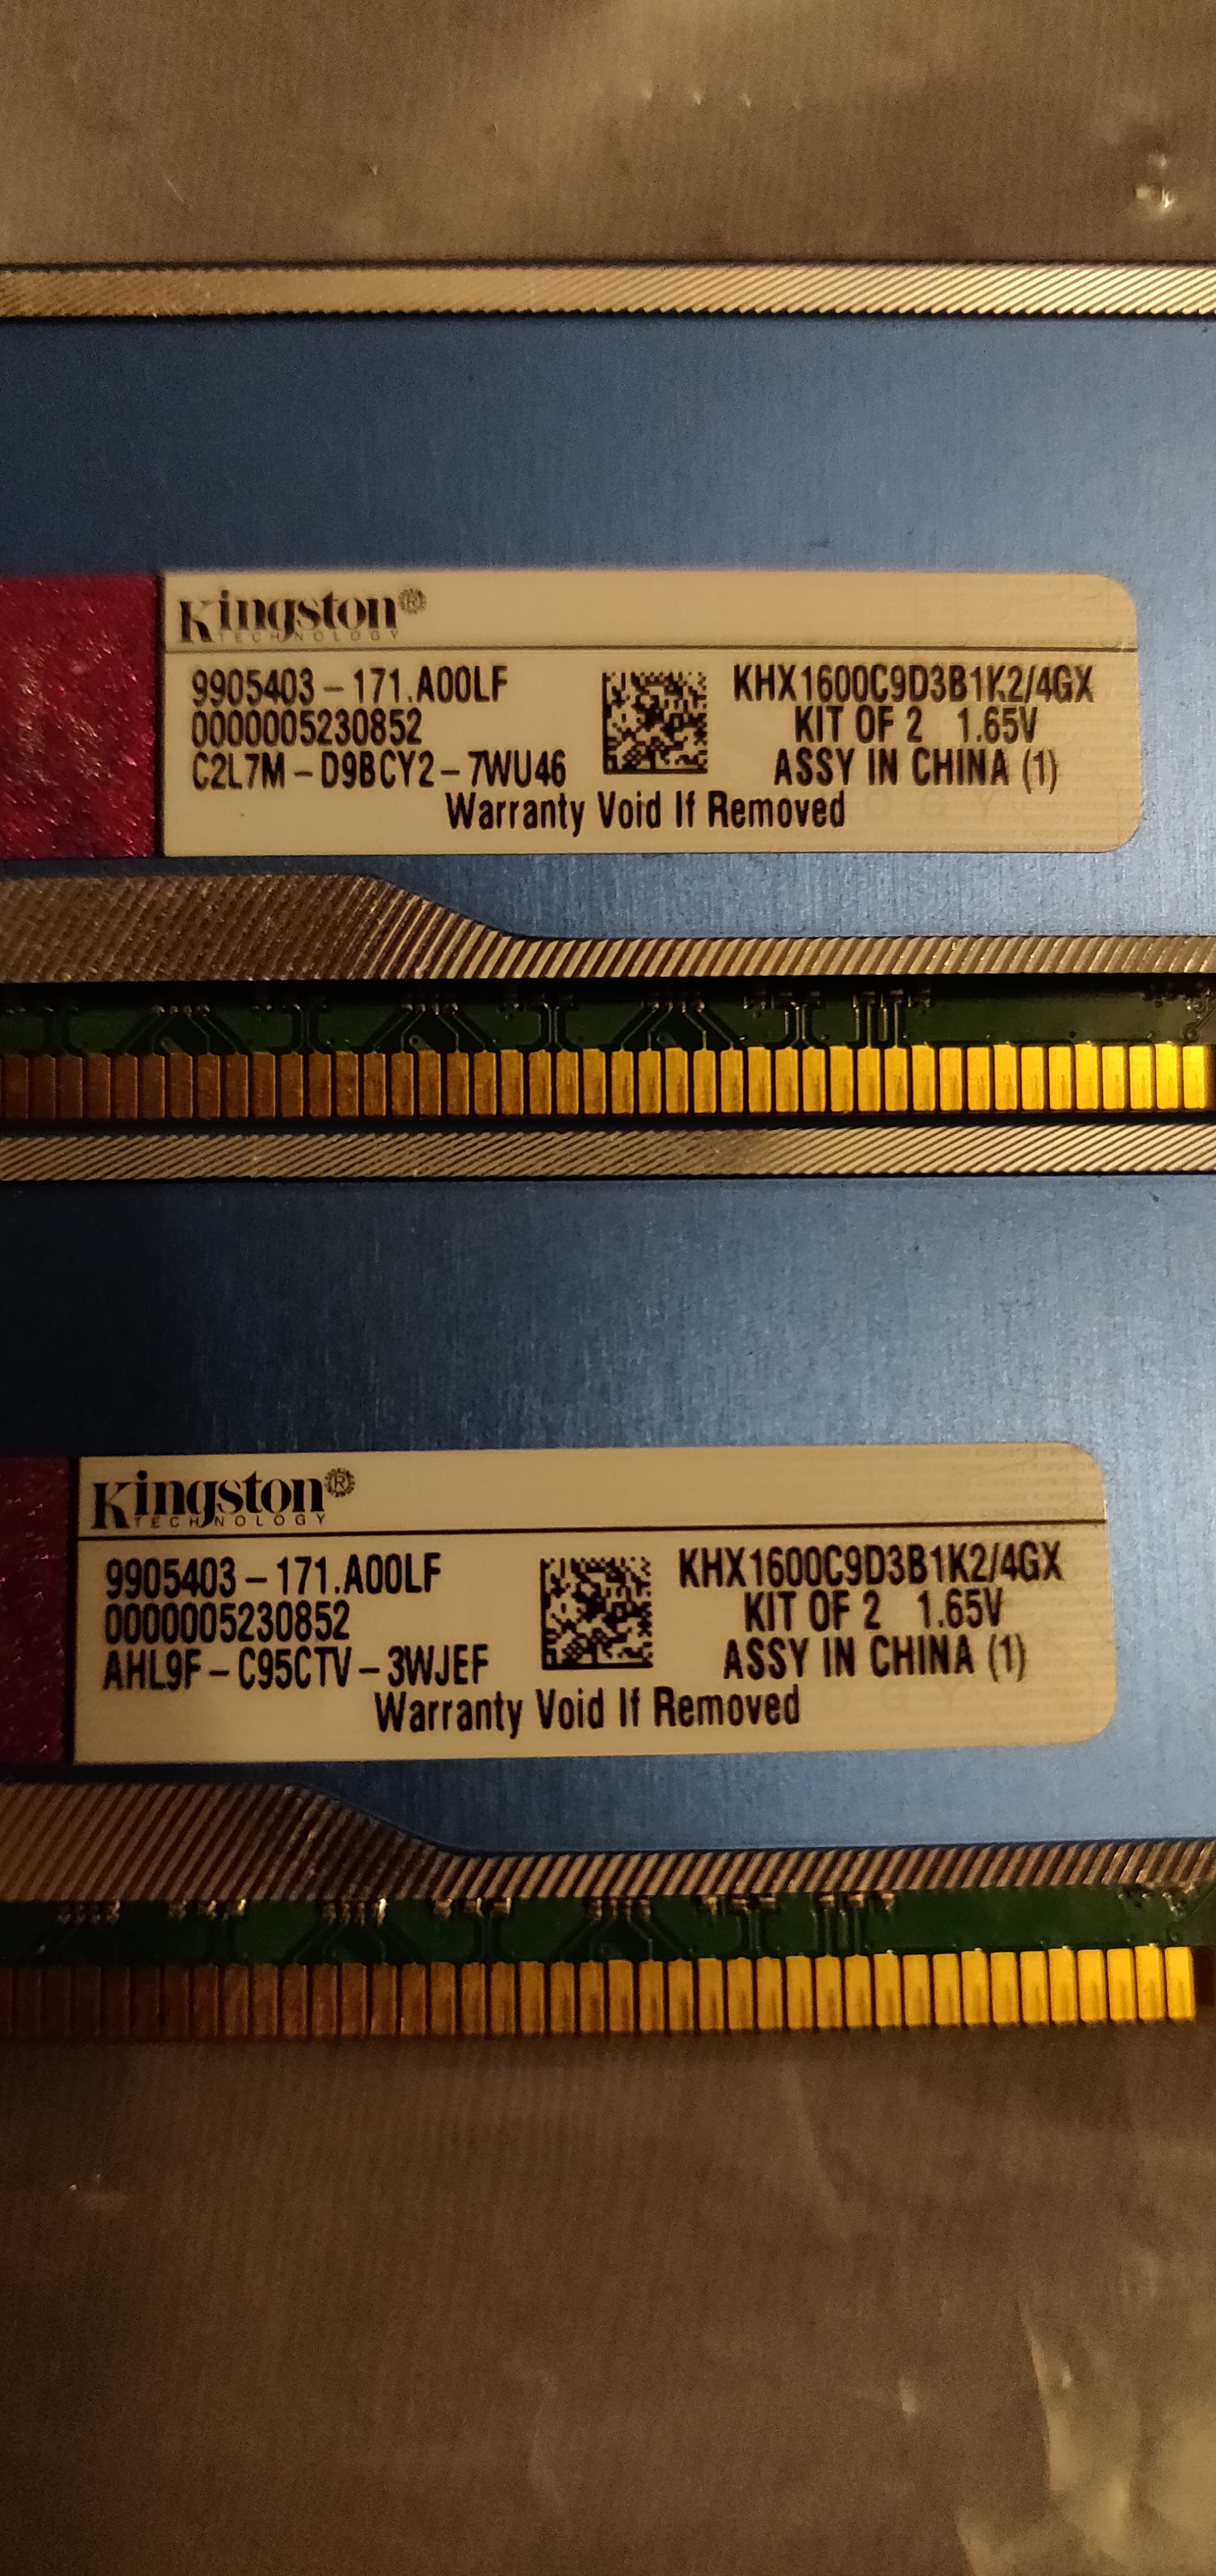 Kingston®
TECHNOLOGY
9905403-171.A00LF
0000005230852
C2L7M-D9BCY2-7WU46
KHX1600C9D3B1K2/4GX
KIT OF 2 1.65V
ASSY IN CHINA (1)
Warranty Void If Removed
Kingston®
TECHNOLOGY
9905403-171.A00LF
0000005230852
AHL9F-C95CTV-3WJEF
KHX1600C9D3B1K2/4GX
KIT OF 2 1.65V
ASSY IN CHINA (1)
Warranty Void If Removed